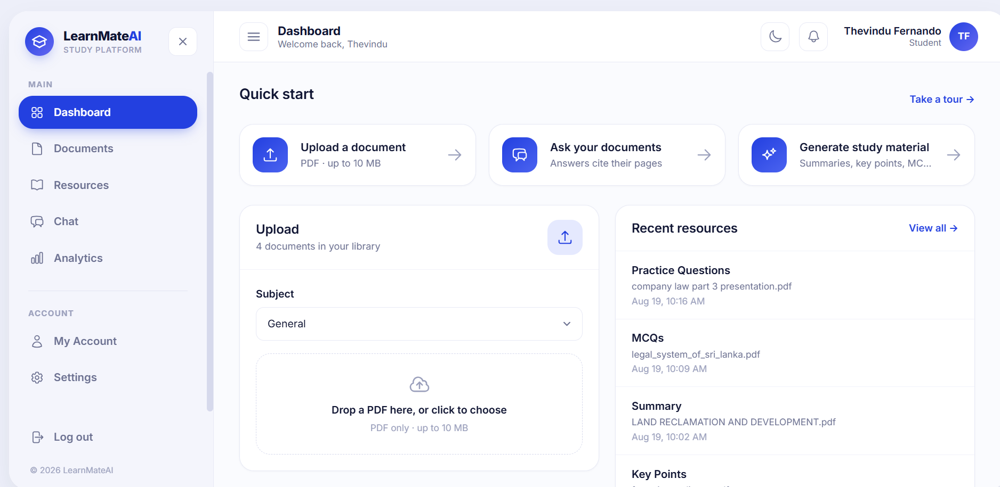 LearnMateAI
STUDY PLATFORM
MAIN
Dashboard
Documents
Resources
Chat
Analytics
ACCOUNT
My Account
Settings
Log out
© 2026 LearnMateAI
Dashboard
Welcome back, Thevindu
Thevindu Fernando
Student
TF
Quick start
Take a tour →
Upload a document
PDF · up to 10 MB
Ask your documents
Answers cite their pages
Generate study material
Summaries, key points, MC...
Upload
4 documents in your library
Subject
General
Drop a PDF here, or click to choose
PDF only · up to 10 MB
Recent resources
View all →
Practice Questions
company law part 3 presentation.pdf
Aug 19, 10:16 AM
MCQs
legal_system_of_sri_lanka.pdf
Aug 19, 10:09 AM
Summary
LAND RECLAMATION AND DEVELOPMENT.pdf
Aug 19, 10:02 AM
Key Points